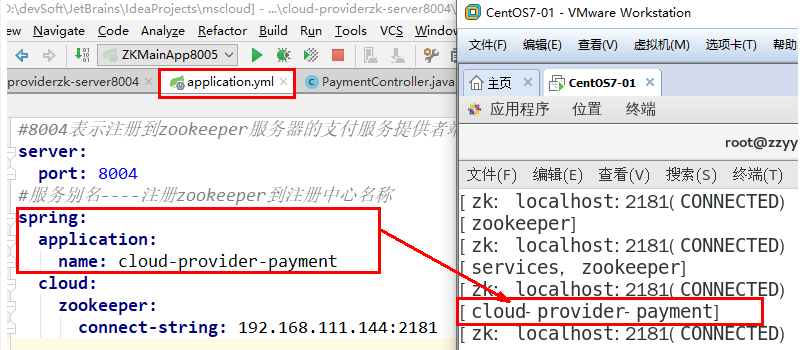 D:\devSoft\JetBrains\IdeaProjects\mscloud] - ...\cloud-providerzk-server8004\
Navigate Code Analyze Refactor Build Run Tools VCS Window
ZKMainApp8005
providerzk-server8004 application.yml PaymentController.java
#8004表示注册到zookeeper服务器的支付服务提供者端
server:
port: 8004
#服务别名----注册zookeeper到注册中心名称
spring:
application:
name: cloud-provider-payment
cloud:
zookeeper:
connect-string: 192.168.111.144:2181
CentOS7-01 - VMware Workstation
文件(F) 编辑(E) 查看(V) 虚拟机(M) 选项卡(T) 帮助
主页 CentOS7-01
应用程序 位置 终端
root@zzyy
文件(F) 编辑(E) 查看(V) 搜索(S) 终端(T)
[zk: localhost:2181(CONNECTED)
[zookeeper]
[zk: localhost:2181(CONNECTED)
[services, zookeeper]
[zk: localhost:2181(CONNECTED)
[cloud-provider-payment]
[zk: localhost:2181(CONNECTED)